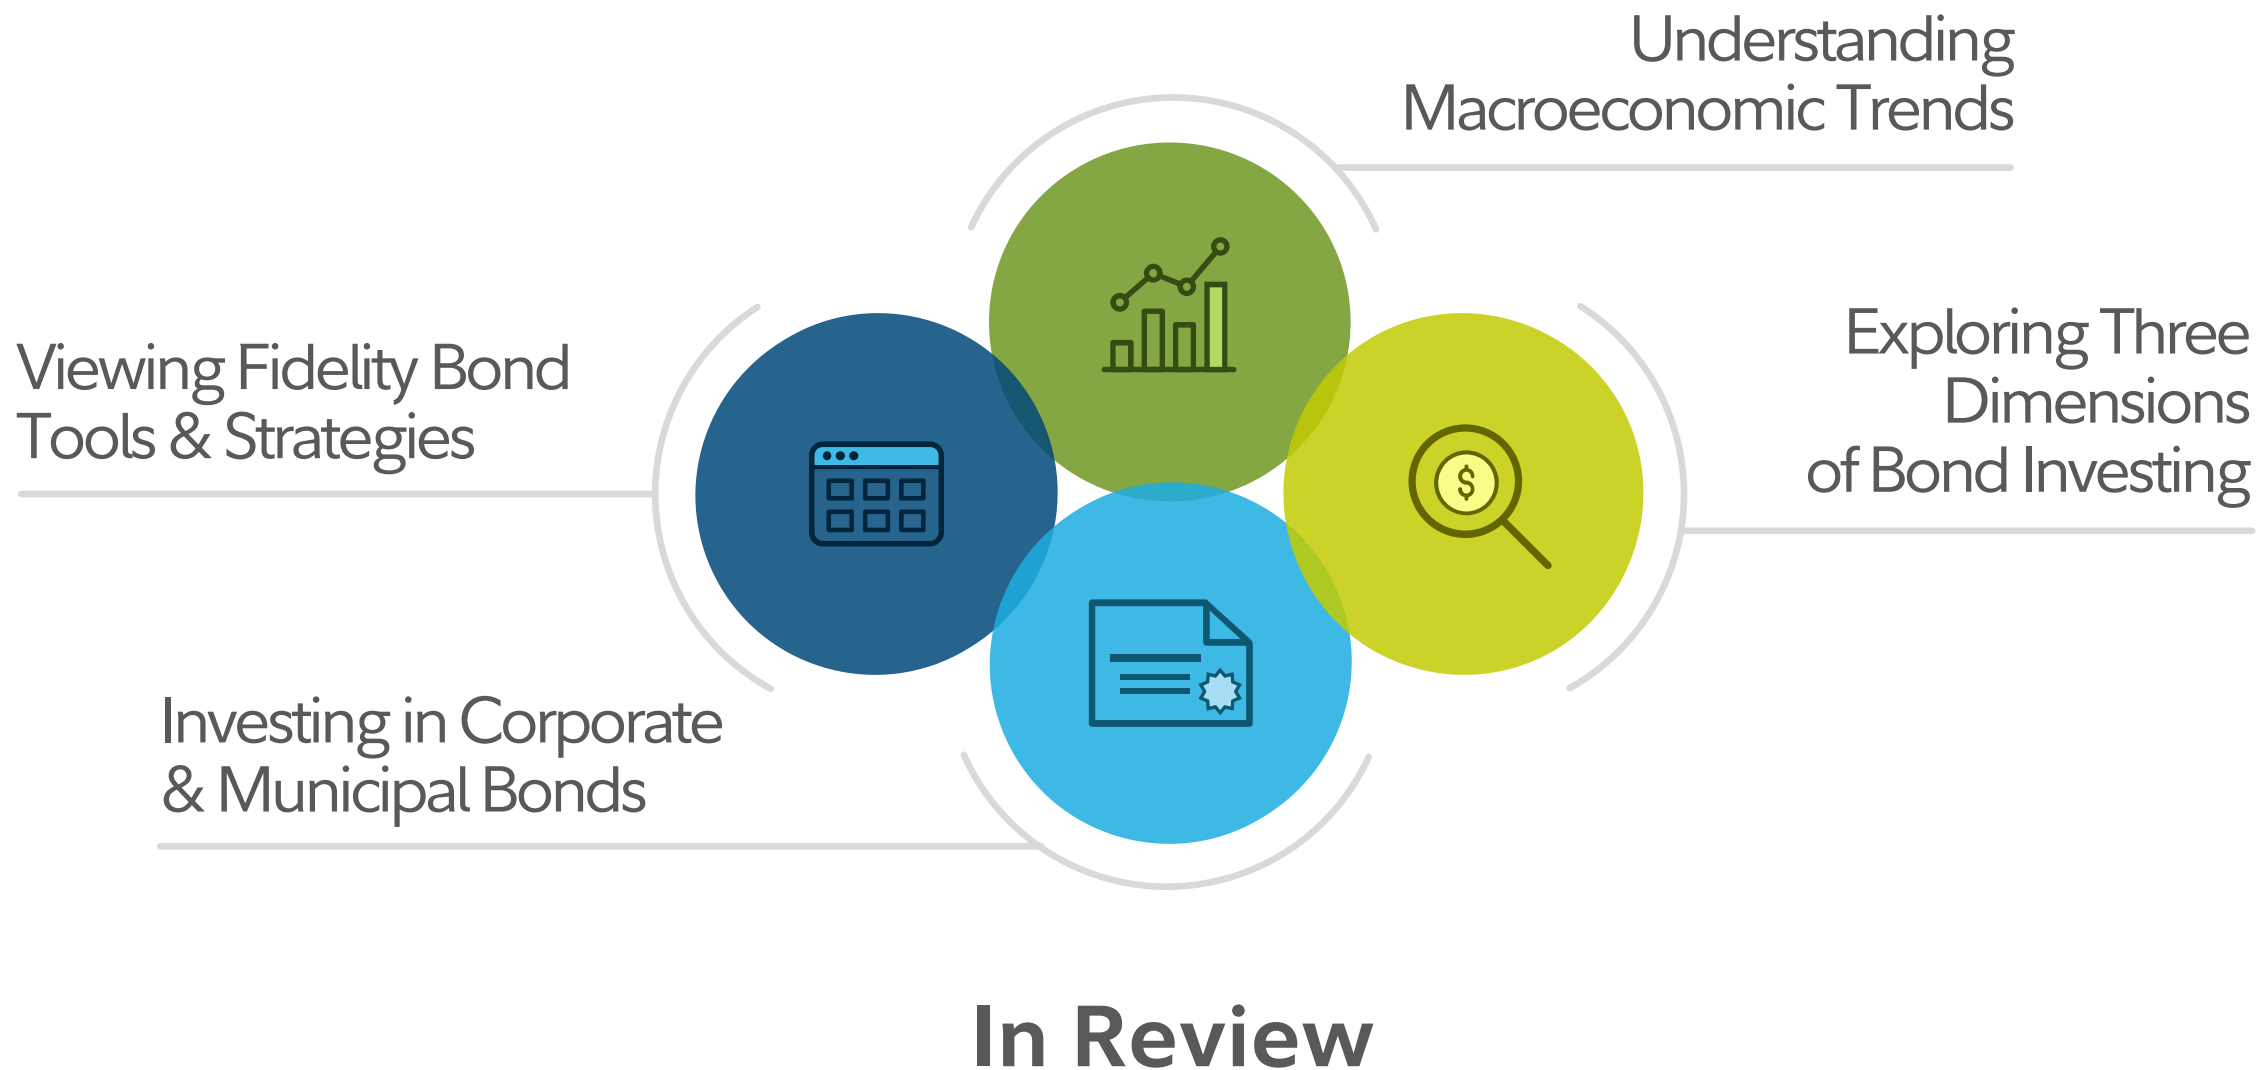 Understanding
Macroeconomic Trends
Exploring Three
Dimensions
of Bond Investing
Viewing Fidelity Bond
Tools & Strategies
$
Investing in Corporate
& Municipal Bonds
In Review